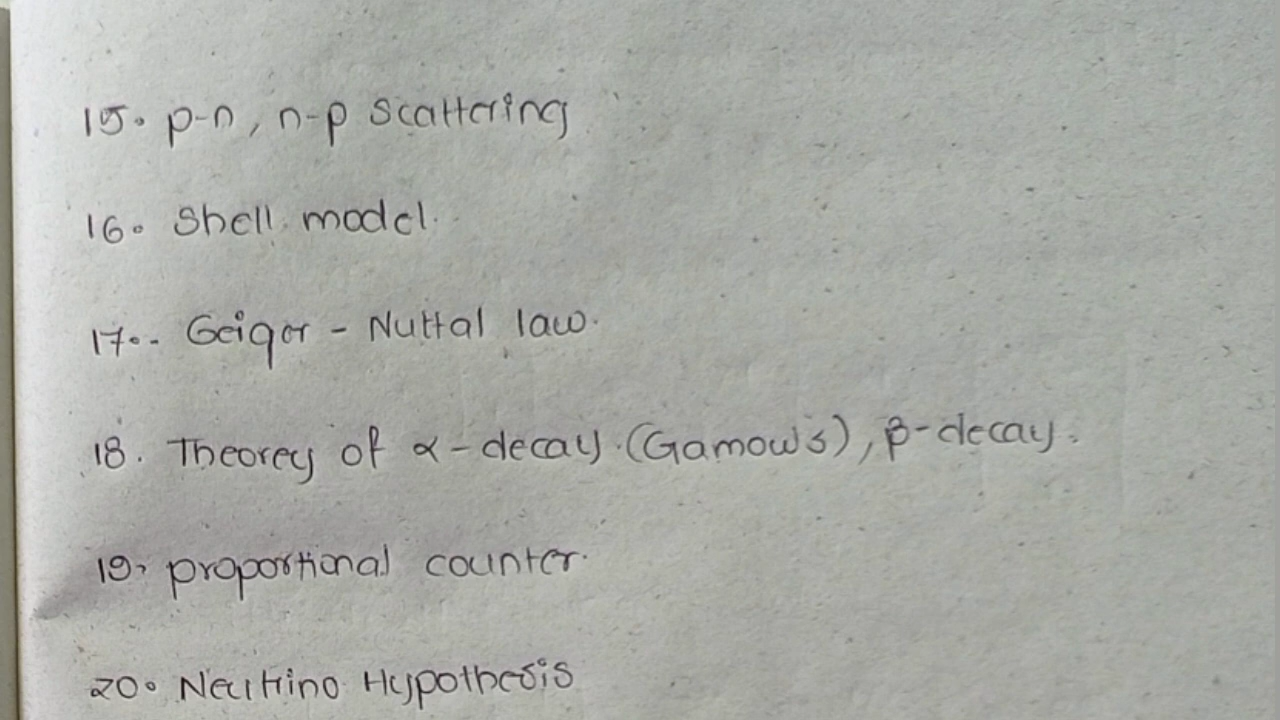 15. p-n, n-p scattering
16. Shell model.
17. Geiger - Nuttal law.
18. Theorey of α-decay (Gamow's), β-decay.
19, proportional counter.
20. Neutrino Hypothesis